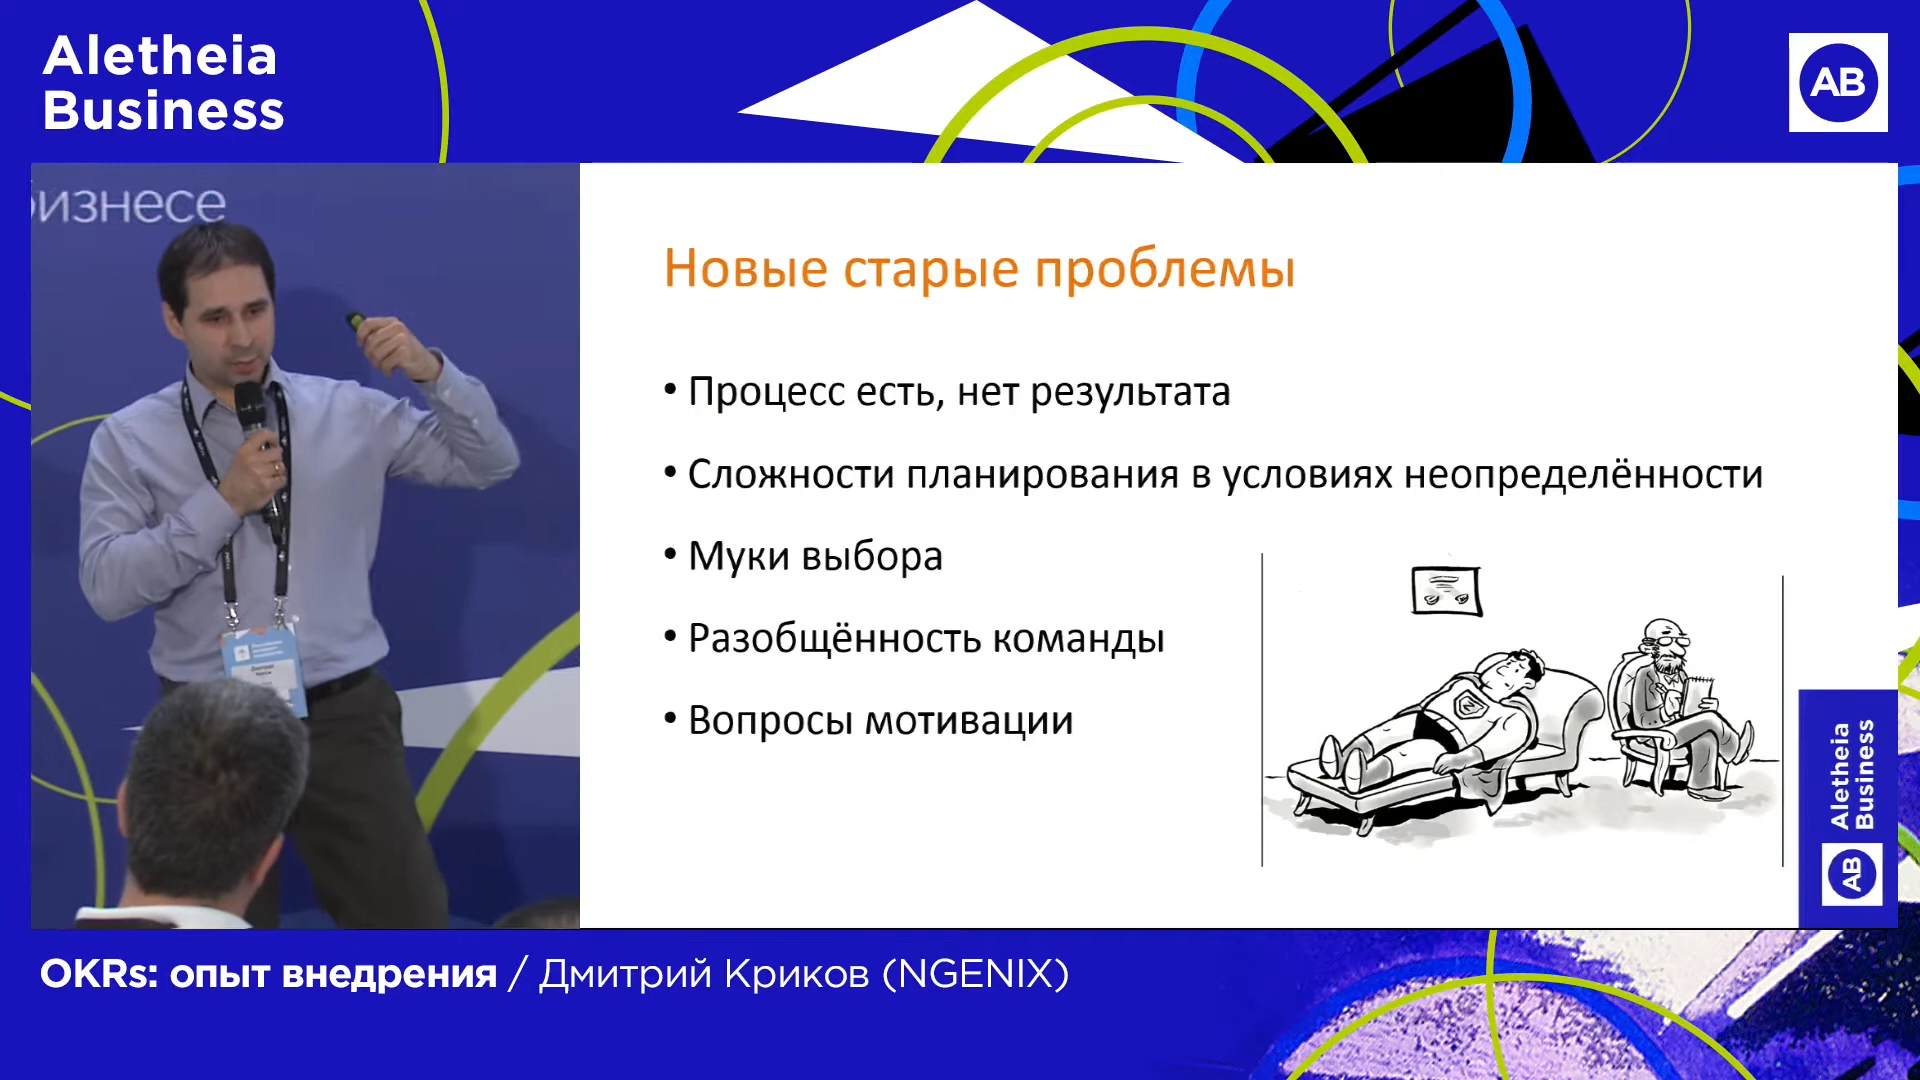 Aletheia
Business
AB
бизнесе
Новые старые проблемы
• Процесс есть, нет результата
• Сложности планирования в условиях неопределённости
• Муки выбора
• Разобщённость команды
• Вопросы мотивации
Aletheia
Business
AB
OKRs: опыт внедрения / Дмитрий Криков (NGENIX)